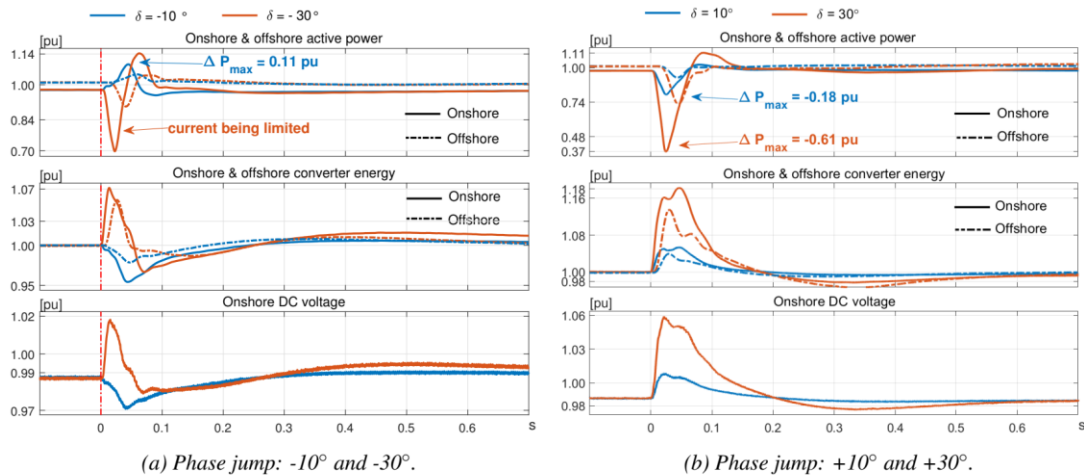 δ = -10 °
δ = - 30°
[pu]
Onshore & offshore active power
1.14
1.00
0.84
0.70
Δ Pmax = 0.11 pu
current being limited
Onshore
Offshore
[pu]
Onshore & offshore converter energy
1.07
1.03
1.00
0.95
Onshore
Offshore
[pu]
Onshore DC voltage
1.02
1.00
0.99
0.97
0 0.1 0.2 0.3 0.4 0.5 0.6 s
(a) Phase jump: -10° and -30°.
δ = 10°
δ = 30°
[pu]
Onshore & offshore active power
1.11
1.00
0.74
0.48
0.37
Δ Pmax = -0.18 pu
Δ Pmax = -0.61 pu
Onshore
Offshore
[pu]
Onshore & offshore converter energy
1.18
1.16
1.08
1.00
0.98
Onshore
Offshore
[pu]
Onshore DC voltage
1.06
1.04
1.00
0.98
0 0.1 0.2 0.3 0.4 0.5 0.6 s
(b) Phase jump: +10° and +30°.